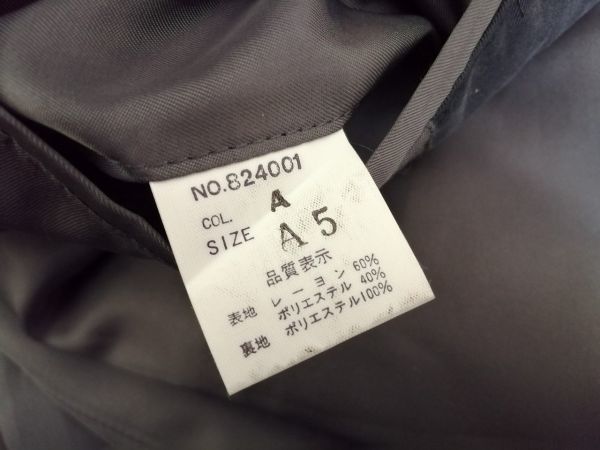 NO.824001
COL. A
SIZE A5
品質表示
表地 レーヨン 60%
ポリエステル 40%
裏地 ポリエステル100%